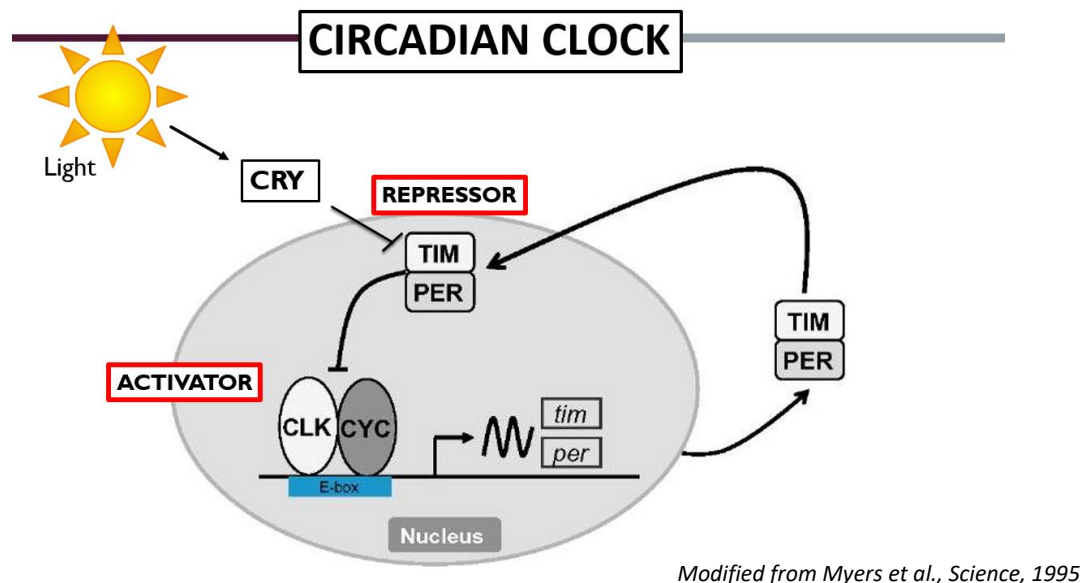 CIRCADIAN CLOCK
Light
CRY
REPRESSOR
TIM
PER
TIM
PER
ACTIVATOR
CLK CYC
tim
per
E-box
Nucleus
Modified from Myers et al., Science, 1995